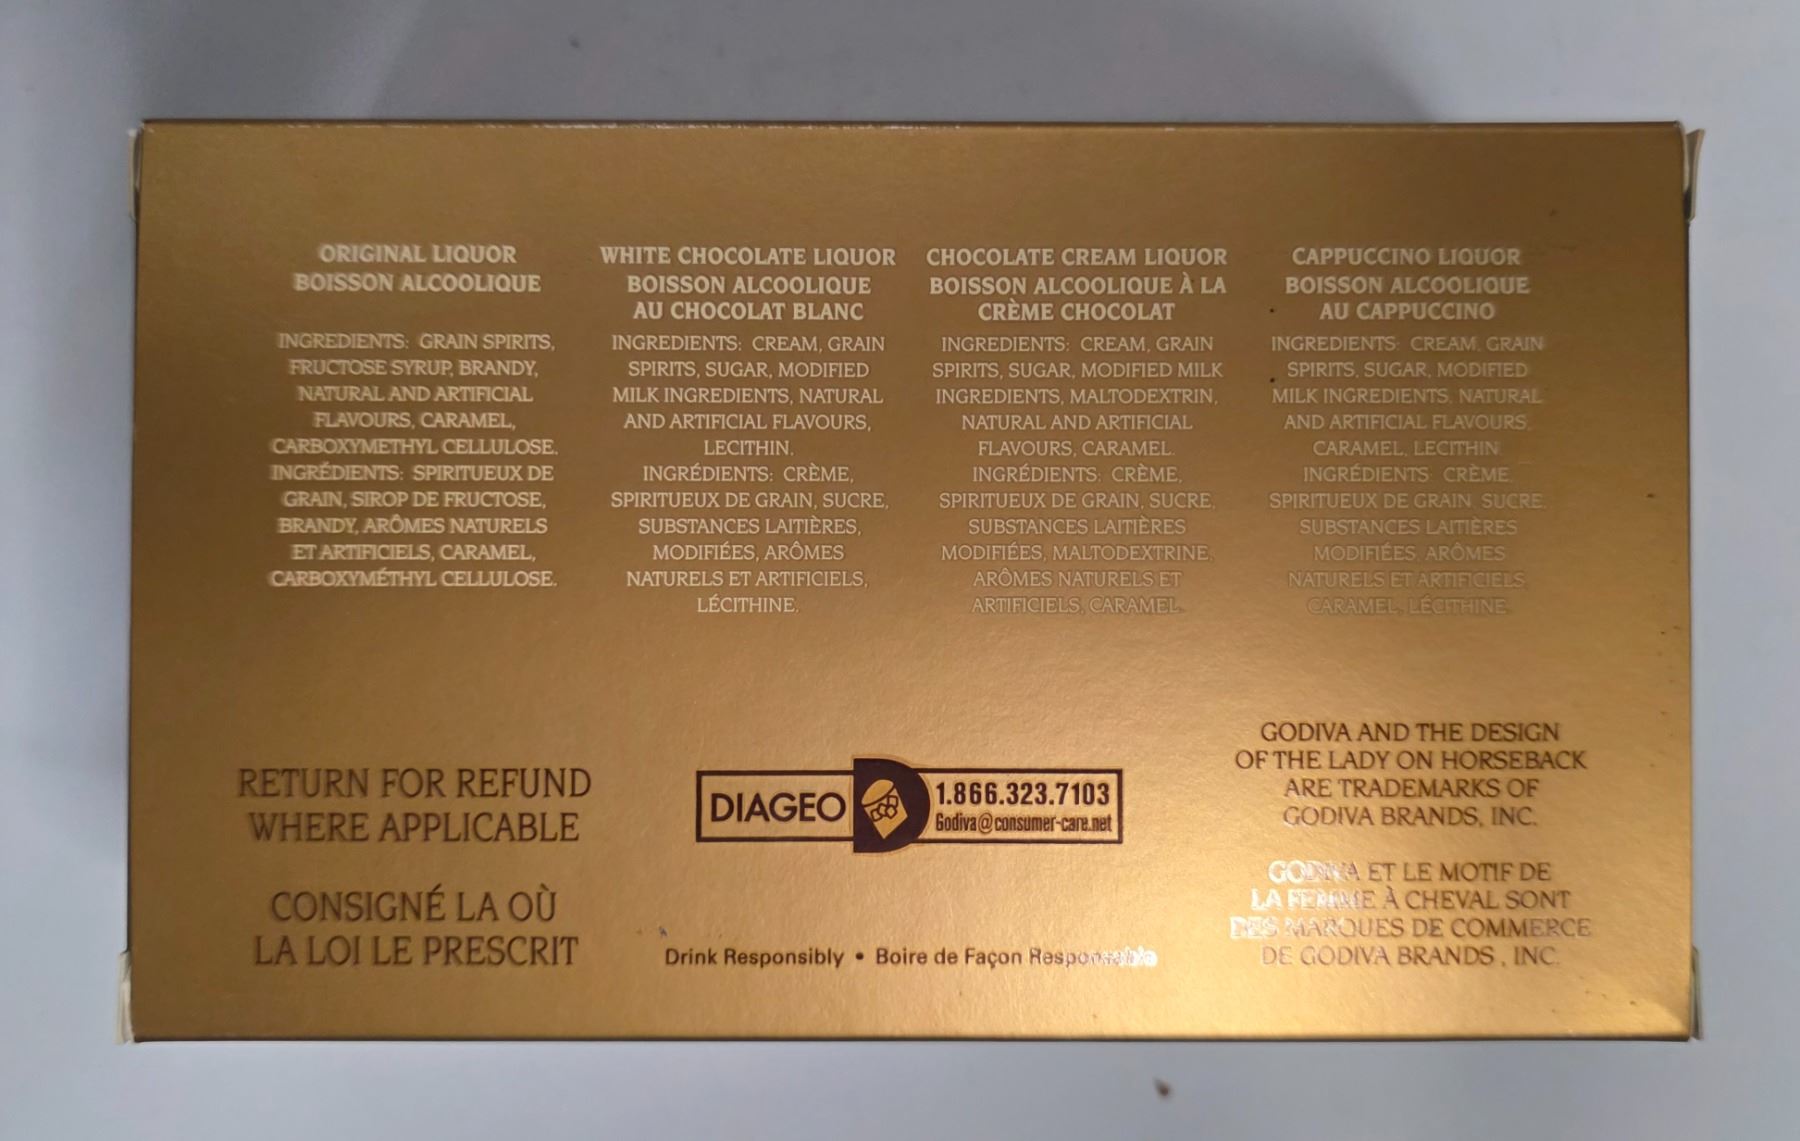 ORIGINAL LIQUOR
BOISSON ALCOOLIQUE
INGREDIENTS: GRAIN SPIRITS,
FRUCTOSE SYRUP, BRANDY,
NATURAL AND ARTIFICIAL
FLAVOURS, CARAMEL,
CARBOXYMETHYL CELLULOSE.
INGRÉDIENTS: SPIRITUEUX DE
GRAIN, SIROP DE FRUCTOSE,
BRANDY, ARÔMES NATURELS
ET ARTIFICIELS, CARAMEL,
CARBOXYMÉTHYL CELLULOSE.
WHITE CHOCOLATE LIQUOR
BOISSON ALCOOLIQUE
AU CHOCOLAT BLANC
INGREDIENTS: CREAM, GRAIN
SPIRITS, SUGAR, MODIFIED
MILK INGREDIENTS, NATURAL
AND ARTIFICIAL FLAVOURS,
LECITHIN.
INGRÉDIENTS: CRÈME,
SPIRITUEUX DE GRAIN, SUCRE,
SUBSTANCES LAITIÈRES,
MODIFIÉES, ARÔMES
NATURELS ET ARTIFICIELS,
LÉCITHINE.
CHOCOLATE CREAM LIQUOR
BOISSON ALCOOLIQUE À LA
CRÈME CHOCOLAT
INGREDIENTS: CREAM, GRAIN
SPIRITS, SUGAR, MODIFIED MILK
INGREDIENTS, MALTODEXTRIN,
NATURAL AND ARTIFICIAL
FLAVOURS, CARAMEL.
INGRÉDIENTS: CRÈME,
SPIRITUEUX DE GRAIN, SUCRE,
SUBSTANCES LAITIÈRES
MODIFIÉES, MALTODEXTRINE,
ARÔMES NATURELS ET
ARTIFICIELS, CARAMEL.
CAPPUCCINO LIQUOR
BOISSON ALCOOLIQUE
AU CAPPUCCINO
INGREDIENTS: CREAM, GRAIN
SPIRITS, SUGAR, MODIFIED
MILK INGREDIENTS, NATURAL
AND ARTIFICIAL FLAVOURS,
CARAMEL, LECITHIN.
INGRÉDIENTS: CRÈME,
SPIRITUEUX DE GRAIN, SUCRE,
SUBSTANCES LAITIÈRES
MODIFIÉES, ARÔMES
NATURELS ET ARTIFICIELS,
CARAMEL, LÉCITHINE.
RETURN FOR REFUND
WHERE APPLICABLE
CONSIGNÉ LA OÙ
LA LOI LE PRESCRIT
DIAGEO
1.866.323.7103
Godiva@consumer-care.net
Drink Responsibly • Boire de Façon Responsable
GODIVA AND THE DESIGN
OF THE LADY ON HORSEBACK
ARE TRADEMARKS OF
GODIVA BRANDS, INC.
GODIVA ET LE MOTIF DE
LA FEMME À CHEVAL SONT
DES MARQUES DE COMMERCE
DE GODIVA BRANDS , INC.